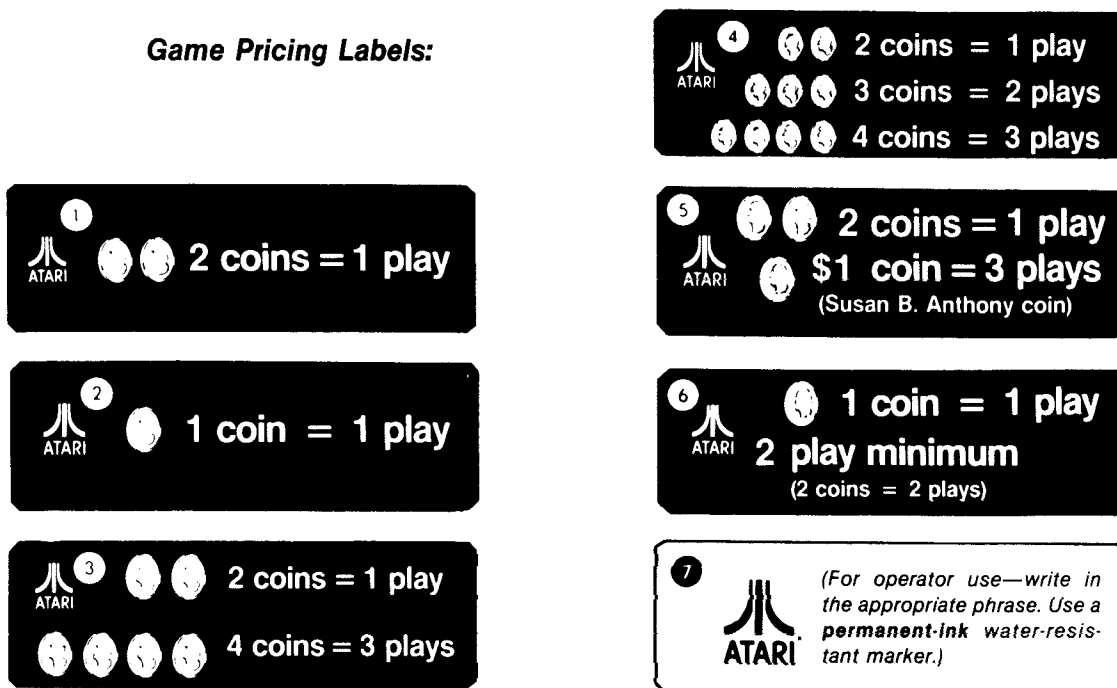 Game Pricing Labels:
1
ATARI
2 coins = 1 play
2
ATARI
1 coin = 1 play
3
ATARI
2 coins = 1 play
4 coins = 3 plays
4
ATARI
2 coins = 1 play
3 coins = 2 plays
4 coins = 3 plays
5
ATARI
2 coins = 1 play
$1 coin = 3 plays
(Susan B. Anthony coin)
6
ATARI
1 coin = 1 play
2 play minimum
(2 coins = 2 plays)
7
ATARI
(For operator use—write in
the appropriate phrase. Use a
permanent-ink water-resis-
tant marker.)